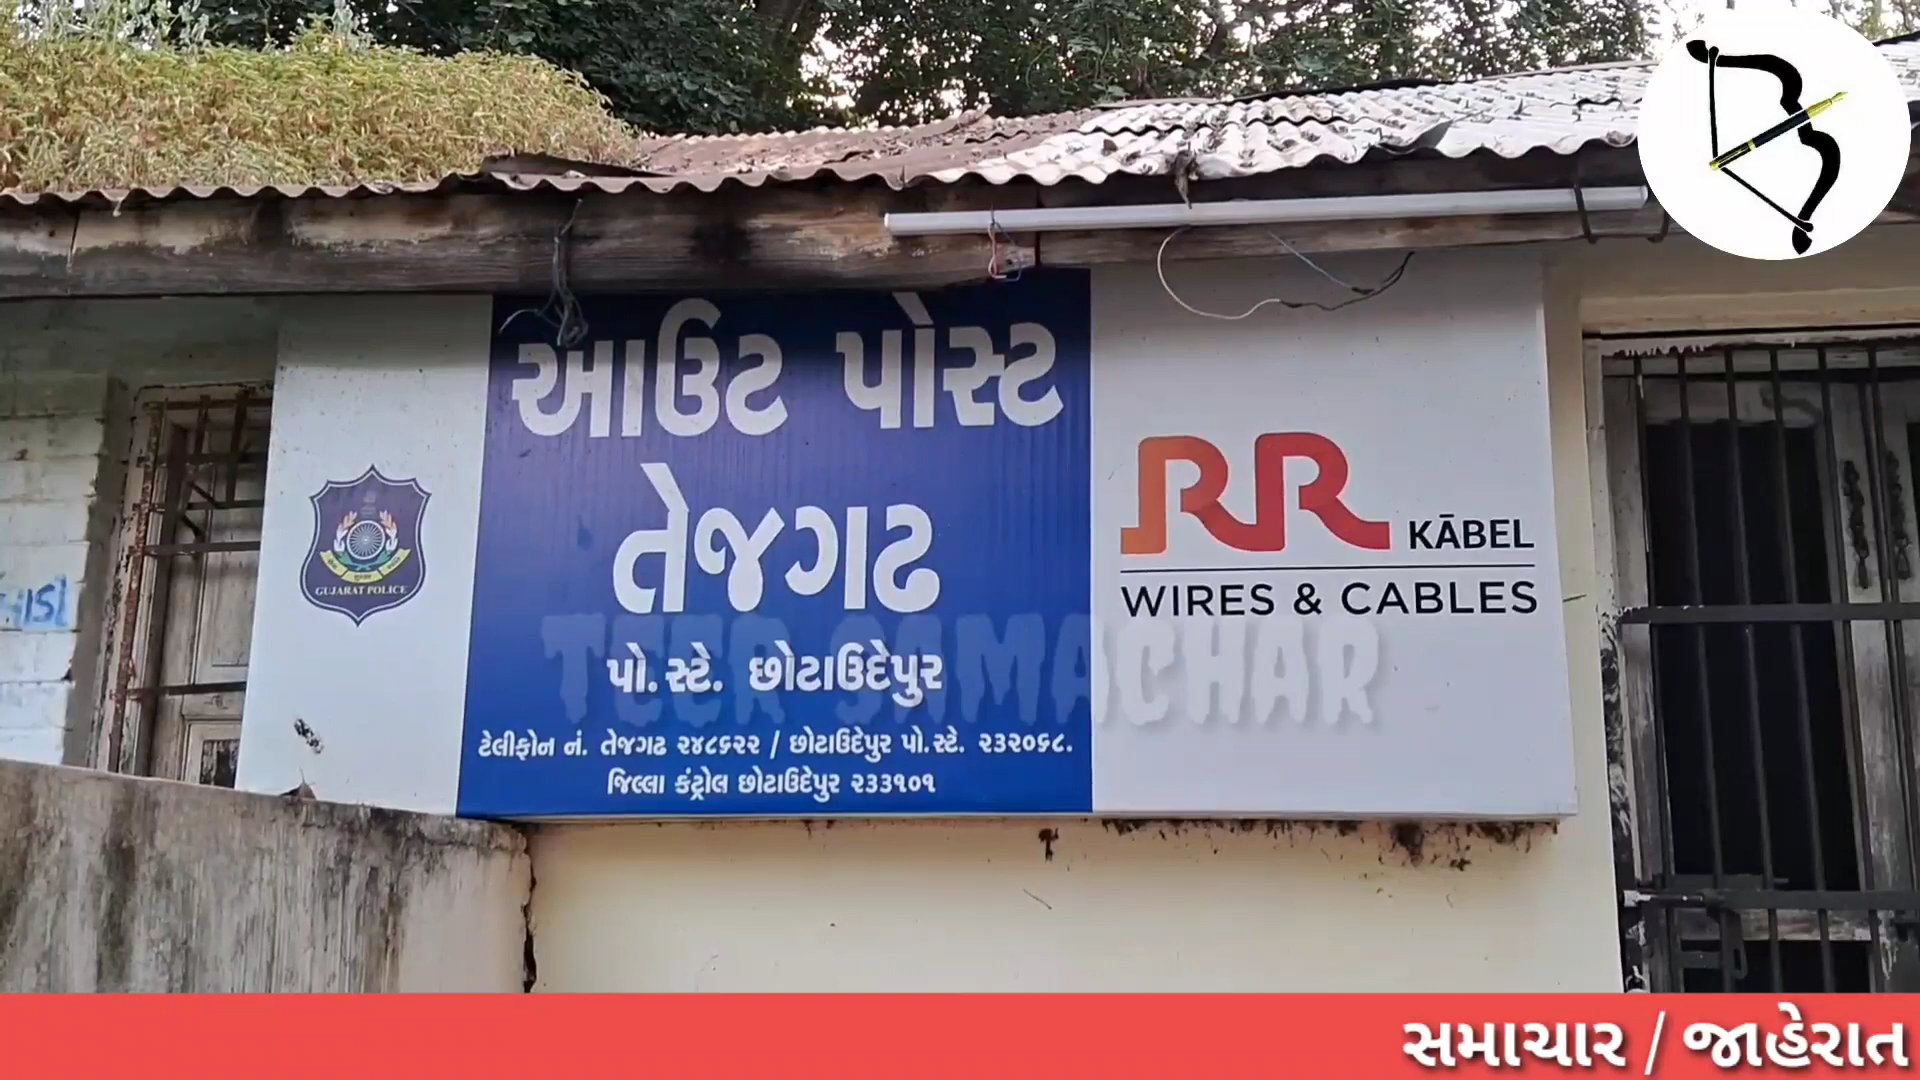 આઉટ પોસ્ટ
તેજગઢ
પો.સ્ટે. છોટાઉદેપુર
ટેલીફોન નં. તેજગઢ ૨૪૮૬૨૨ / છોટાઉદેપુર પો.સ્ટે. ૨૩૨૦૬૮.
જિલ્લા કંટ્રોલ છોટાઉદેપુર ૨૩૩૧૦૧
GUJARAT POLICE
RR KĀBEL
WIRES & CABLES
TEER SAMACHAR
સમાચાર / જાહેરાત